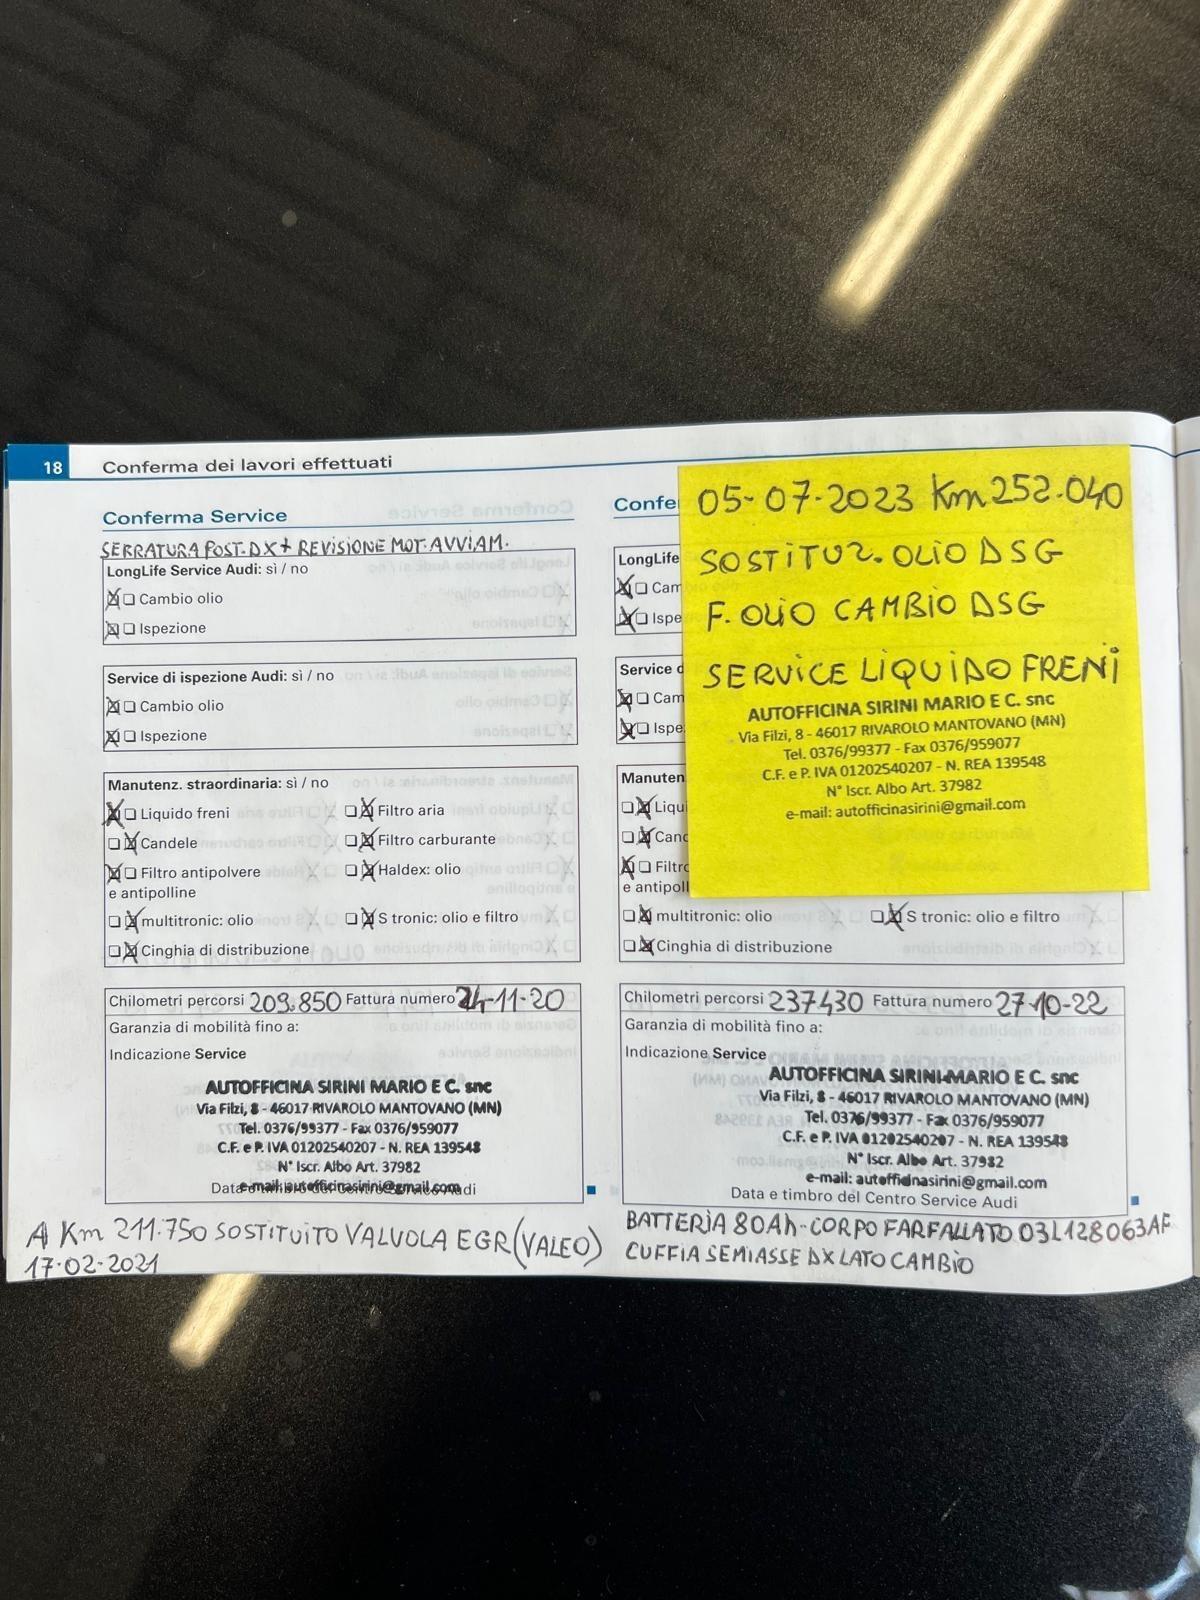 18 Conferma dei lavori effettuati
Conferma Service
SERRATURA POST. DX + REVISIONE MOT. AVVIAM.
LongLife Service Audi: sì / no
Cambio olio
Ispezione
Service di ispezione Audi: sì / no
Cambio olio
Ispezione
Manutenz. straordinaria: sì / no
Liquido freni Filtro aria
Candele Filtro carburante
Filtro antipolvere Haldex: olio
e antipolline
multitronic: olio S tronic: olio e filtro
Cinghia di distribuzione
Chilometri percorsi 209.850 Fattura numero 24-11-20
Garanzia di mobilità fino a:
Indicazione Service
AUTOFFICINA SIRINI MARIO E C. snc
Via Filzi, 8 - 46017 RIVAROLO MANTOVANO (MN)
Tel. 0376/99377 - Fax 0376/959077
C.F. e P. IVA 01202540207 - N. REA 139548
N° Iscr. Albo Art. 37982
e-mail: autofficinasirini@gmail.com
Data e timbro del Centro Service Audi
A Km 211.750 SOSTITUITO VALVOLA EGR (VALEO)
17.02-2021
Confe
LongLife
Cam
Ispe
Service d
Cam
Ispe
Manuten
Liqu
Canc
Filtr
e antipoll
multitronic: olio S tronic: olio e filtro
Cinghia di distribuzione
Chilometri percorsi 237430 Fattura numero 27-10-22
Garanzia di mobilità fino a:
Indicazione Service
AUTOFFICINA SIRINI MARIO E C. snc
Via Filzi, 8 - 46017 RIVAROLO MANTOVANO (MN)
Tel. 0376/99377 - Fax 0376/959077
C.F. e P. IVA 01202540207 - N. REA 139548
N° Iscr. Albo Art. 37982
e-mail: autofficinasirini@gmail.com
Data e timbro del Centro Service Audi
BATTERIA 80Ah - CORPO FARFALLATO 03L128063AF
CUFFIA SEMIASSE DX LATO CAMBIO
05-07-2023 Km 252.040
SOSTITUZ. OLIO DSG
F. OLIO CAMBIO DSG
SERVICE LIQUIDO FRENI
AUTOFFICINA SIRINI MARIO E C. snc
Via Filzi, 8 - 46017 RIVAROLO MANTOVANO (MN)
Tel. 0376/99377 - Fax 0376/959077
C.F. e P. IVA 01202540207 - N. REA 139548
N° Iscr. Albo Art. 37982
e-mail: autofficinasirini@gmail.com